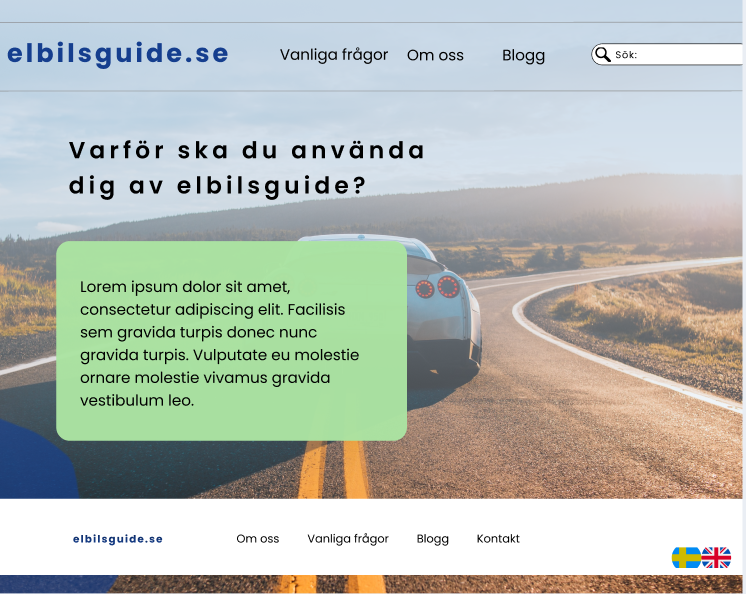 elbilsguide.se
Vanliga frågor
Om oss
Blogg
Sök:
Varför ska du använda
dig av elbilsguide?
Lorem ipsum dolor sit amet,
consectetur adipiscing elit. Facilisis
sem gravida turpis donec nunc
gravida turpis. Vulputate eu molestie
ornare molestie vivamus gravida
vestibulum leo.
elbilsguide.se
Om oss
Vanliga frågor
Blogg
Kontakt